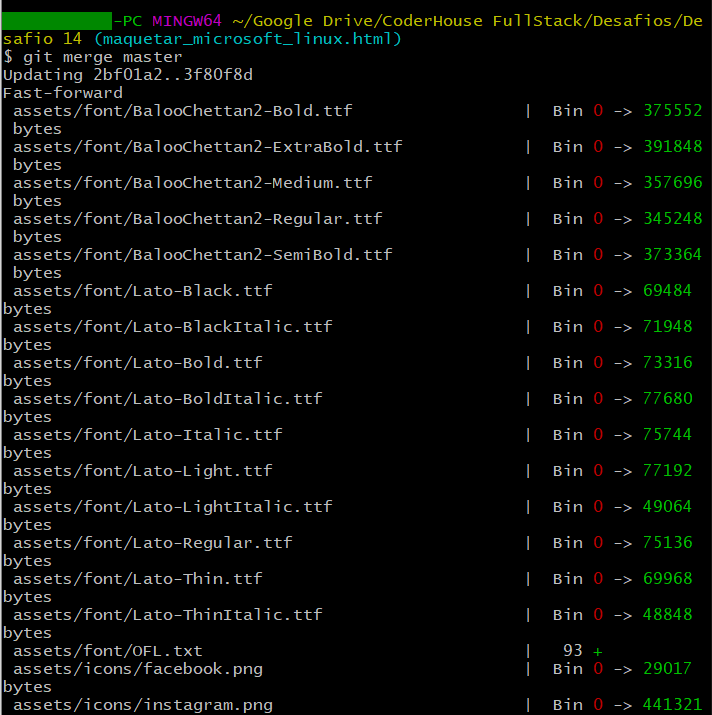 -PC MINGW64 ~/Google Drive/CoderHouse FullStack/Desafios/De
safio 14 (maquetar_microsoft_linux.html)
$ git merge master
Updating 2bf01a2..3f80f8d
Fast-forward
 assets/font/BalooChettan2-Bold.ttf | Bin 0 -> 375552
 bytes
 assets/font/BalooChettan2-ExtraBold.ttf | Bin 0 -> 391848
 bytes
 assets/font/BalooChettan2-Medium.ttf | Bin 0 -> 357696
 bytes
 assets/font/BalooChettan2-Regular.ttf | Bin 0 -> 345248
 bytes
 assets/font/BalooChettan2-SemiBold.ttf | Bin 0 -> 373364
 bytes
 assets/font/Lato-Black.ttf | Bin 0 -> 69484
bytes
 assets/font/Lato-BlackItalic.ttf | Bin 0 -> 71948
bytes
 assets/font/Lato-Bold.ttf | Bin 0 -> 73316
bytes
 assets/font/Lato-BoldItalic.ttf | Bin 0 -> 77680
bytes
 assets/font/Lato-Italic.ttf | Bin 0 -> 75744
bytes
 assets/font/Lato-Light.ttf | Bin 0 -> 77192
bytes
 assets/font/Lato-LightItalic.ttf | Bin 0 -> 49064
bytes
 assets/font/Lato-Regular.ttf | Bin 0 -> 75136
bytes
 assets/font/Lato-Thin.ttf | Bin 0 -> 69968
bytes
 assets/font/Lato-ThinItalic.ttf | Bin 0 -> 48848
bytes
 assets/font/OFL.txt | 93 +
 assets/icons/facebook.png | Bin 0 -> 29017
bytes
 assets/icons/instagram.png | Bin 0 -> 441321